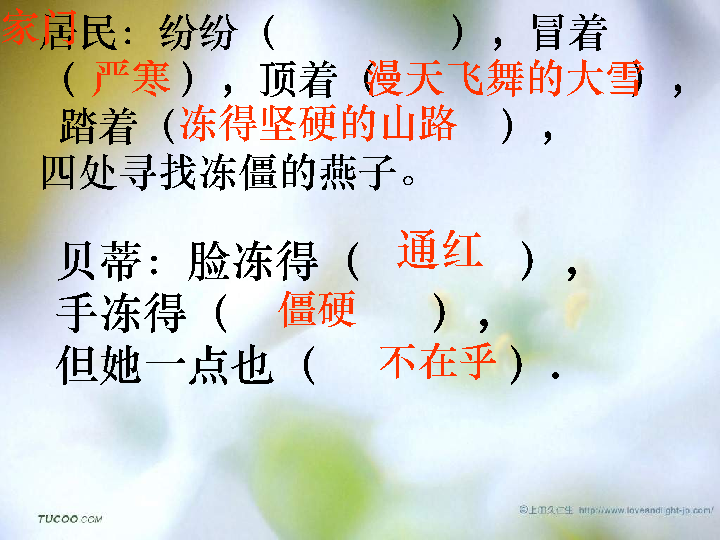 家门
居民：纷纷（ ），冒着
（严寒），顶着（漫天飞舞的大雪），
踏着（冻得坚硬的山路 ），
四处寻找冻僵的燕子。
贝蒂：脸冻得（ 通红 ），
手冻得（ 僵硬 ），
但她一点也（ 不在乎 ）.
TUCOO.COM
©上田久仁生 http://www.loveandlight-jp.com/